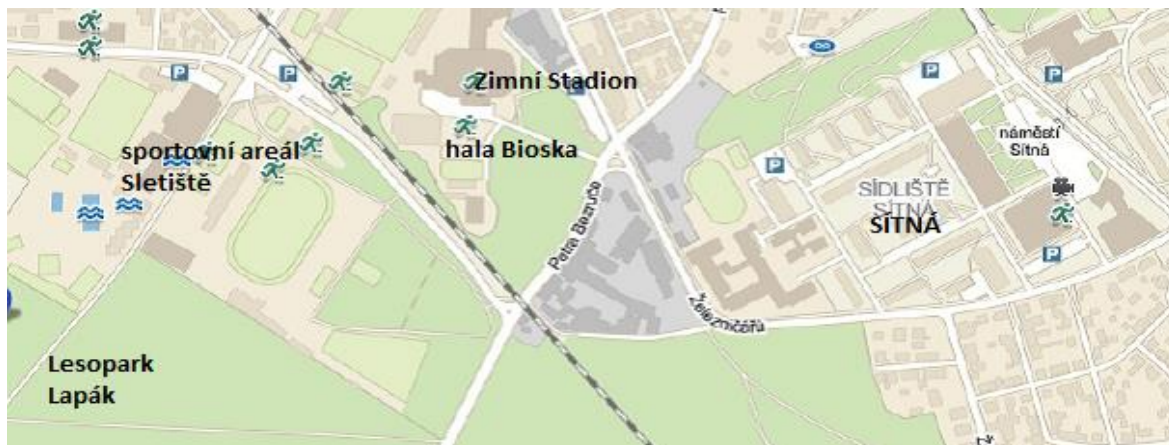 Zimní Stadion
sportovní areál
Sletiště
hala Bioska
náměstí
Sítná
SÍDLIŠTĚ
SÍTNÁ
SÍTNÁ
Petra Bezruče
Železničářů
Lesopark
Lapák
P
P
P
P
P
P